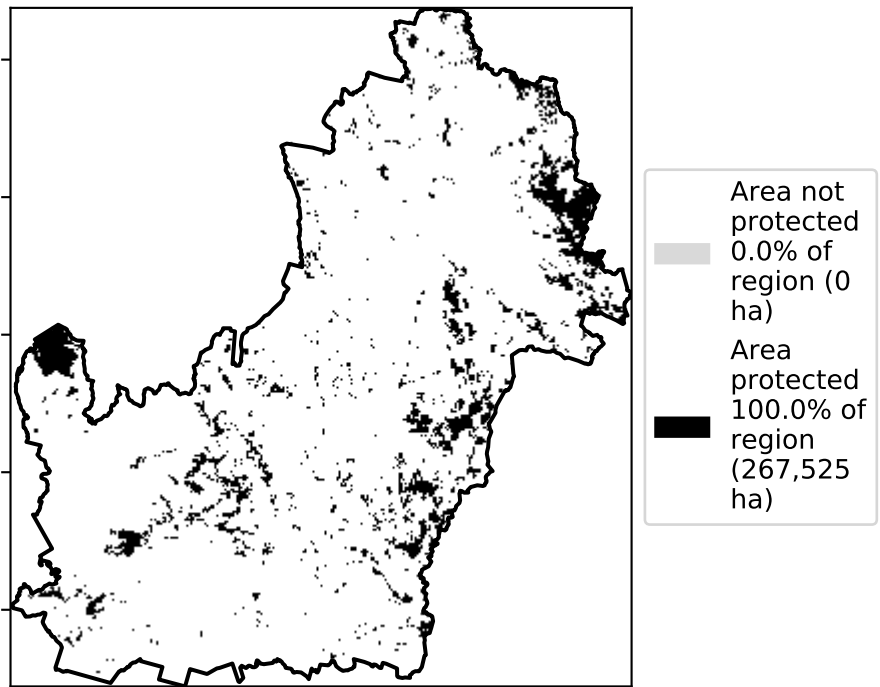 Area not
protected
0.0% of
region (0
ha)
Area
protected
100.0% of
region
(267,525
ha)